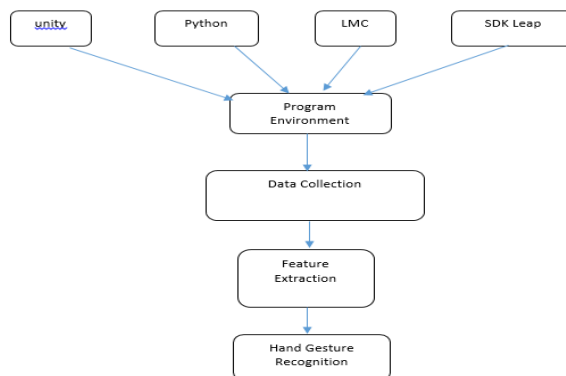 unity
Python
LMC
SDK Leap
Program
Environment
Data Collection
Feature
Extraction
Hand Gesture
Recognition